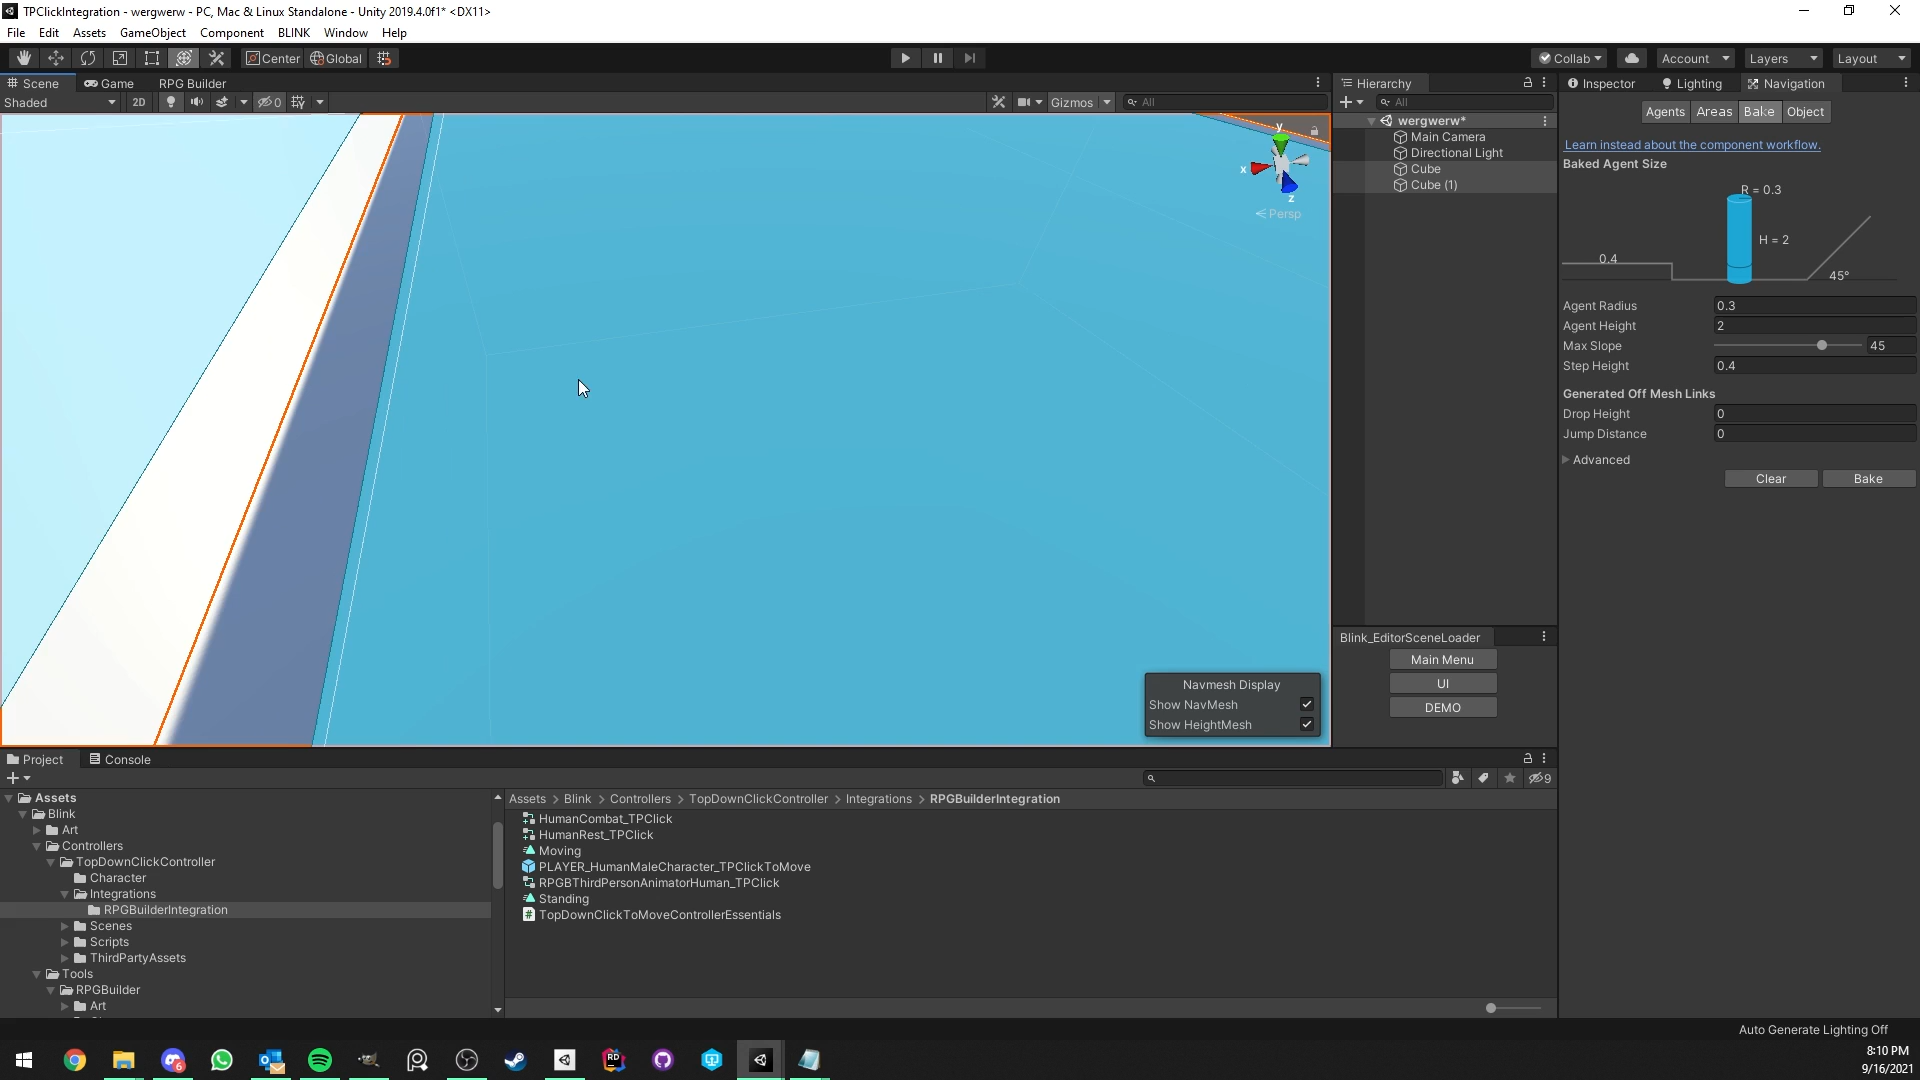 TPClickIntegration - wergwerw - PC, Mac & Linux Standalone - Unity 2019.4.0f1* <DX11>
File Edit Assets GameObject Component BLINK Window Help
Center Global
Collab Account Layers Layout
Scene Game RPG Builder
Shaded 2D 0 Gizmos All
y
x
z
Persp
Navmesh Display
Show NavMesh
Show HeightMesh
Hierarchy
All
wergwerw*
Main Camera
Directional Light
Cube
Cube (1)
Blink_EditorSceneLoader
Main Menu
UI
DEMO
Inspector Lighting Navigation
Agents Areas Bake Object
Learn instead about the component workflow.
Baked Agent Size
R = 0.3
H = 2
0.4
45°
Agent Radius 0.3
Agent Height 2
Max Slope 45
Step Height 0.4
Generated Off Mesh Links
Drop Height 0
Jump Distance 0
Advanced
Clear Bake
Project Console
9
Assets
Blink
Art
Controllers
TopDownClickController
Character
Integrations
RPGBuilderIntegration
Scenes
Scripts
ThirdPartyAssets
Tools
RPGBuilder
Art
Assets > Blink > Controllers > TopDownClickController > Integrations > RPGBuilderIntegration
HumanCombat_TPClick
HumanRest_TPClick
Moving
PLAYER_HumanMaleCharacter_TPClickToMove
RPGBThirdPersonAnimatorHuman_TPClick
Standing
TopDownClickToMoveControllerEssentials
Auto Generate Lighting Off
6
RD
8:10 PM
9/16/2021